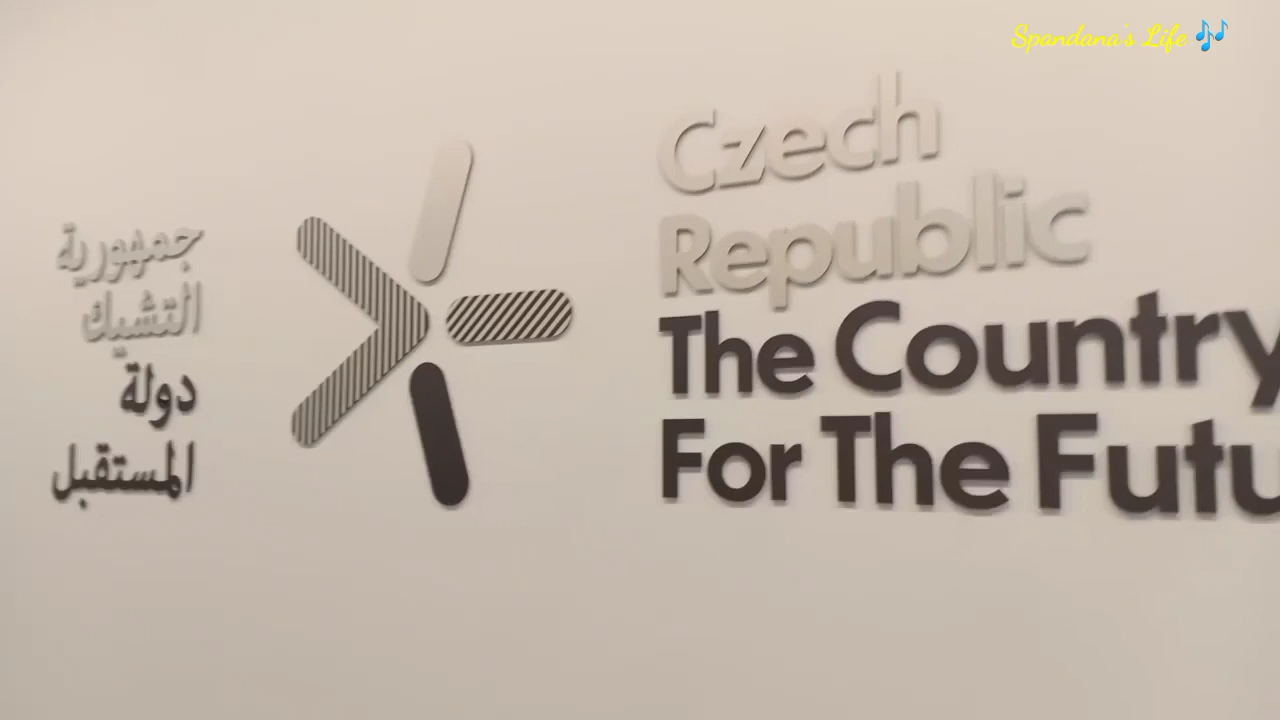 Spandana's Life 🎶
جمهورية
التشيك
دولة
المستقبل
Czech
Republic
The Country
For The Futu